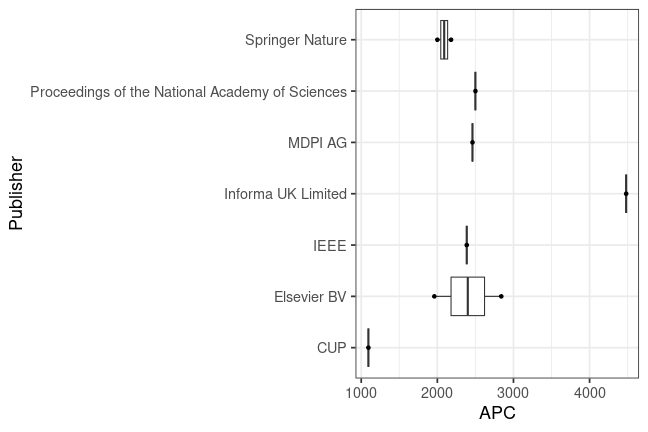 Springer Nature
Proceedings of the National Academy of Sciences
MDPI AG
Informa UK Limited
IEEE
Elsevier BV
CUP
Publisher
1000 2000 3000 4000
APC